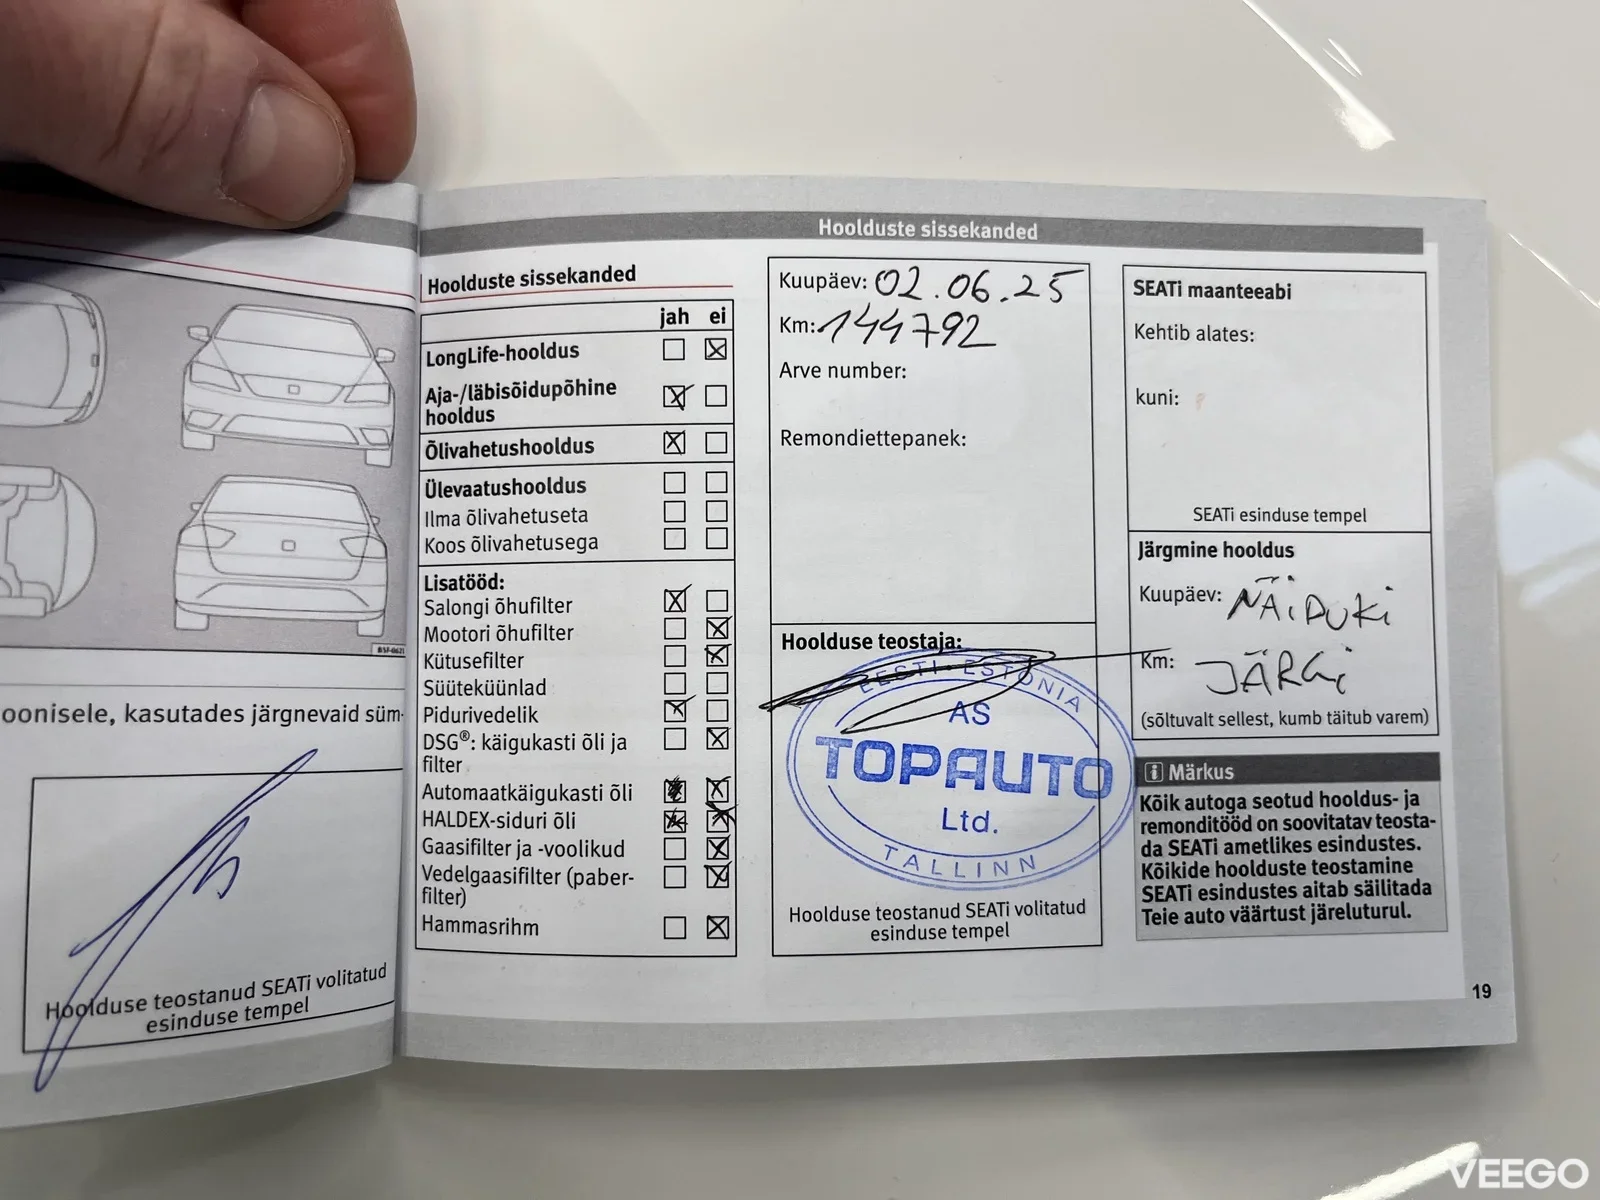 Hoolduste sissekanded
Hoolduste sissekanded
jah ei
LongLife-hooldus
Aja-/läbisõidupõhine
hooldus
Õlivahetushooldus
Ülevaatushooldus
Ilma õlivahetuseta
Koos õlivahetusega
Lisatööd:
Salongi õhufilter
Mootori õhufilter
Kütusefilter
Süüteküünlad
Pidurivedelik
DSG®: käigukasti õli ja
filter
Automaatkäigukasti õli
HALDEX-siduri õli
Gaasifilter ja -voolikud
Vedelgaasifilter (paber-
filter)
Hammasrihm
Kuupäev: 02.06.25
Km: 144792
Arve number:
Remondiettepanek:
Hoolduse teostaja:
EESTI-ESTONIA
AS
TOPAUTO
Ltd.
TALLINN
Hoolduse teostanud SEATi volitatud
esinduse tempel
SEATi maanteeabi
Kehtib alates:
kuni:
SEATi esinduse tempel
Järgmine hooldus
Kuupäev: NÄIDUKI
Km: JÄRGI
(sõltuvalt sellest, kumb täitub varem)
i Märkus
Kõik autoga seotud hooldus- ja
remonditööd on soovitatav teosta-
da SEATi ametlikes esindustes.
Kõikide hoolduste teostamine
SEATi esindustes aitab säilitada
Teie auto väärtust järeluturul.
19
oonisele, kasutades järgnevaid süm-
Hoolduse teostanud SEATi volitatud
esinduse tempel
VEEGO